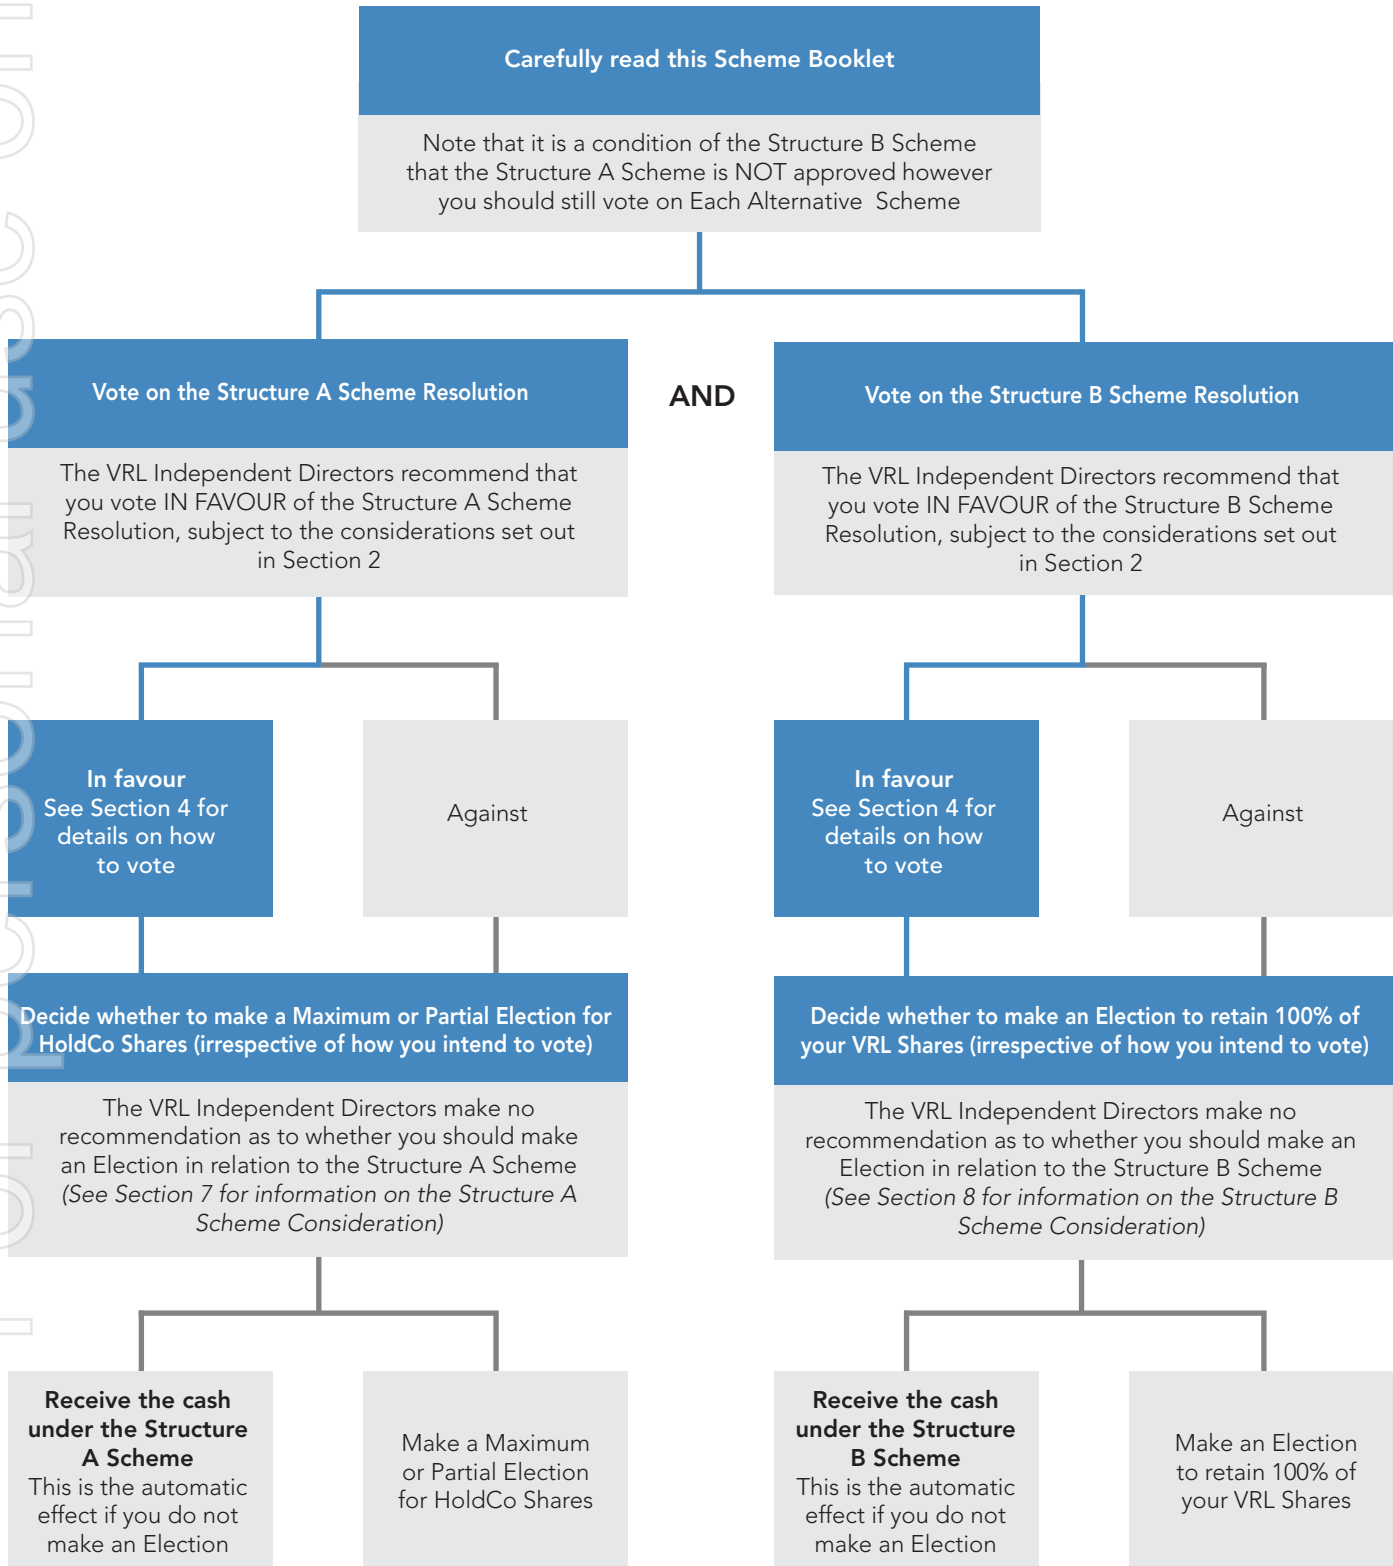 Carefully read this Scheme Booklet
Note that it is a condition of the Structure B Scheme
that the Structure A Scheme is NOT approved however
you should still vote on Each Alternative Scheme
Vote on the Structure A Scheme Resolution
AND
Vote on the Structure B Scheme Resolution
The VRL Independent Directors recommend that
you vote IN FAVOUR of the Structure A Scheme
Resolution, subject to the considerations set out
in Section 2
The VRL Independent Directors recommend that
you vote IN FAVOUR of the Structure B Scheme
Resolution, subject to the considerations set out
in Section 2
In favour
See Section 4 for
details on how
to vote
Against
In favour
See Section 4 for
details on how
to vote
Against
Decide whether to make a Maximum or Partial Election for
HoldCo Shares (irrespective of how you intend to vote)
The VRL Independent Directors make no
recommendation as to whether you should make
an Election in relation to the Structure A Scheme
(See Section 7 for information on the Structure A
Scheme Consideration)
Decide whether to make an Election to retain 100% of
your VRL Shares (irrespective of how you intend to vote)
The VRL Independent Directors make no
recommendation as to whether you should make an
Election in relation to the Structure B Scheme
(See Section 8 for information on the Structure B
Scheme Consideration)
Receive the cash
under the Structure
A Scheme
This is the automatic
effect if you do not
make an Election
Make a Maximum
or Partial Election
for HoldCo Shares
Receive the cash
under the Structure
B Scheme
This is the automatic
effect if you do not
make an Election
Make an Election
to retain 100% of
your VRL Shares